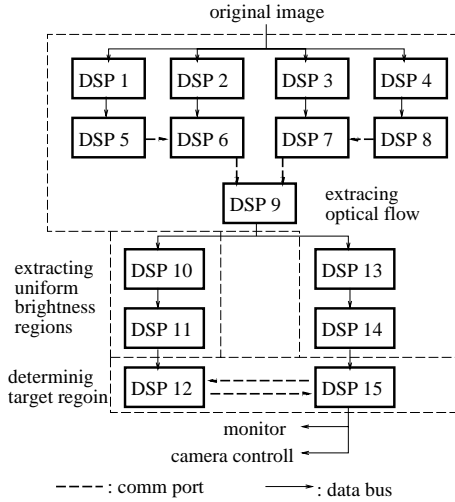 original image
DSP 1
DSP 2
DSP 3
DSP 4
DSP 5
DSP 6
DSP 7
DSP 8
DSP 9
extracing
optical flow
extracting
uniform
brightness
regions
DSP 10
DSP 13
DSP 11
DSP 14
determinig
target regoin
DSP 12
DSP 15
monitor
camera controll
: comm port
: data bus